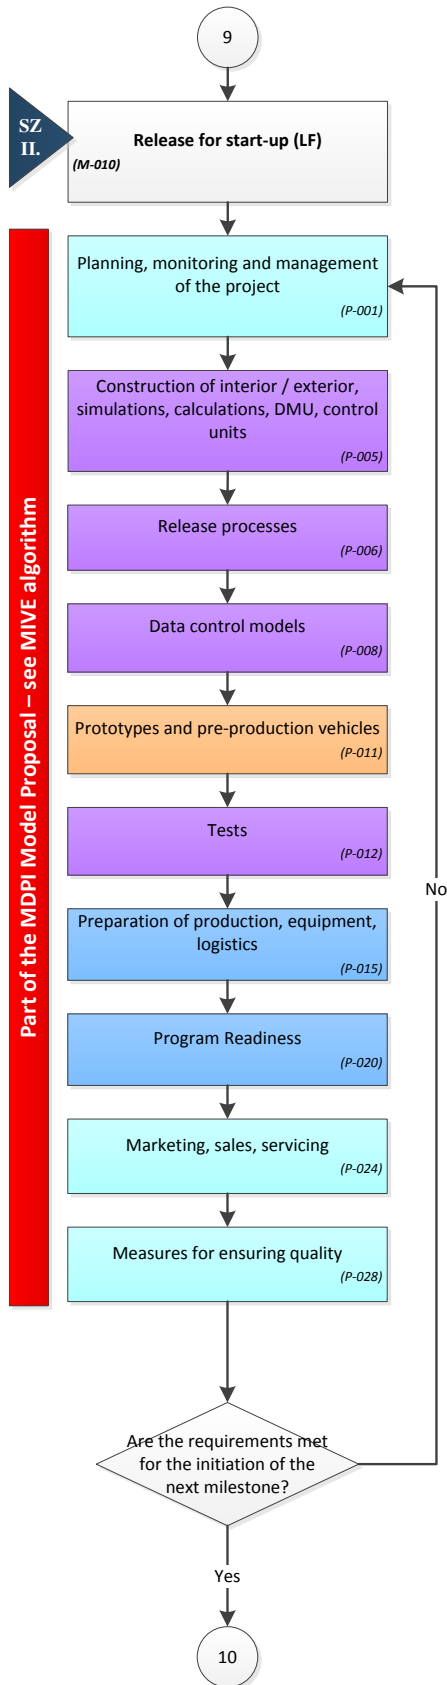 9
SZ
II.
Release for start-up (LF)
(M-010)
Part of the MDPI Model Proposal – see MIVE algorithm
Planning, monitoring and management
of the project
(P-001)
Construction of interior / exterior,
simulations, calculations, DMU, control
units
(P-005)
Release processes
(P-006)
Data control models
(P-008)
Prototypes and pre-production vehicles
(P-011)
Tests
(P-012)
No
Preparation of production, equipment,
logistics
(P-015)
Program Readiness
(P-020)
Marketing, sales, servicing
(P-024)
Measures for ensuring quality
(P-028)
Are the requirements met
for the initiation of the
next milestone?
Yes
10